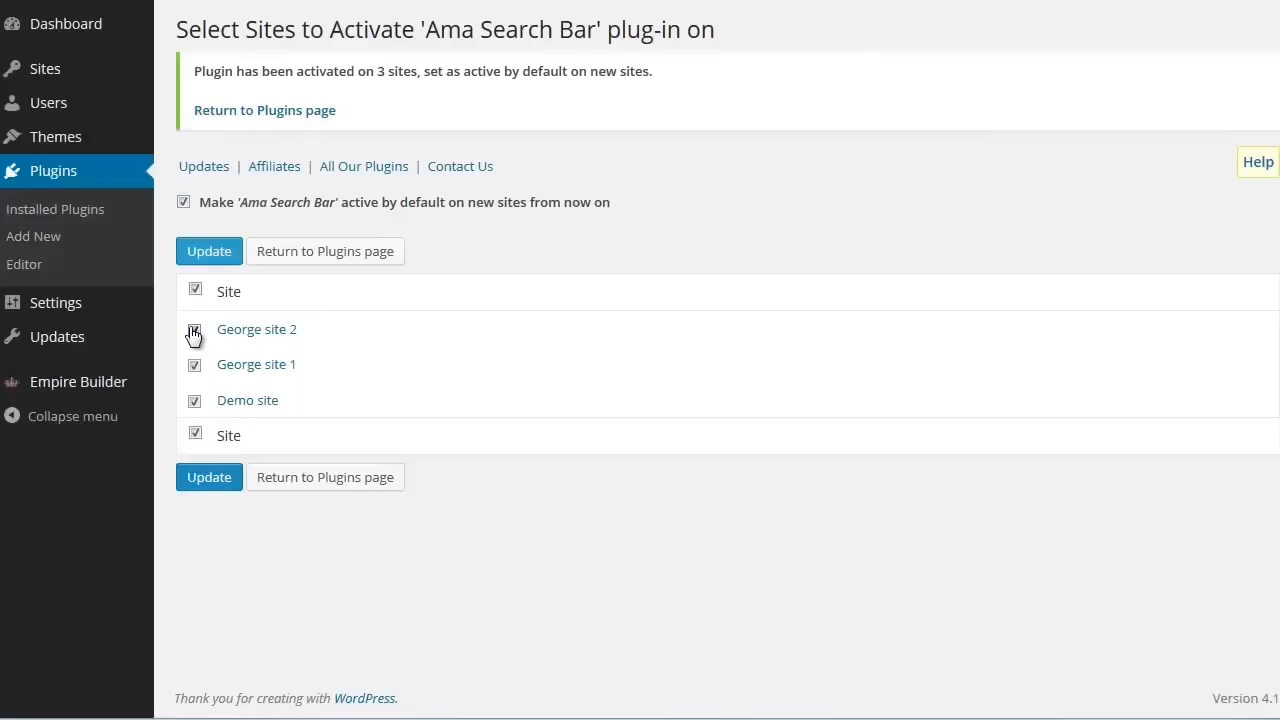 Dashboard
Sites
Users
Themes
Plugins
Installed Plugins
Add New
Editor
Settings
Updates
Empire Builder
Collapse menu
Select Sites to Activate 'Ama Search Bar' plug-in on
Plugin has been activated on 3 sites, set as active by default on new sites.
Return to Plugins page
Updates | Affiliates | All Our Plugins | Contact Us
Help
Make 'Ama Search Bar' active by default on new sites from now on
Update Return to Plugins page
Site
George site 2
George site 1
Demo site
Site
Update Return to Plugins page
Thank you for creating with WordPress.
Version 4.1